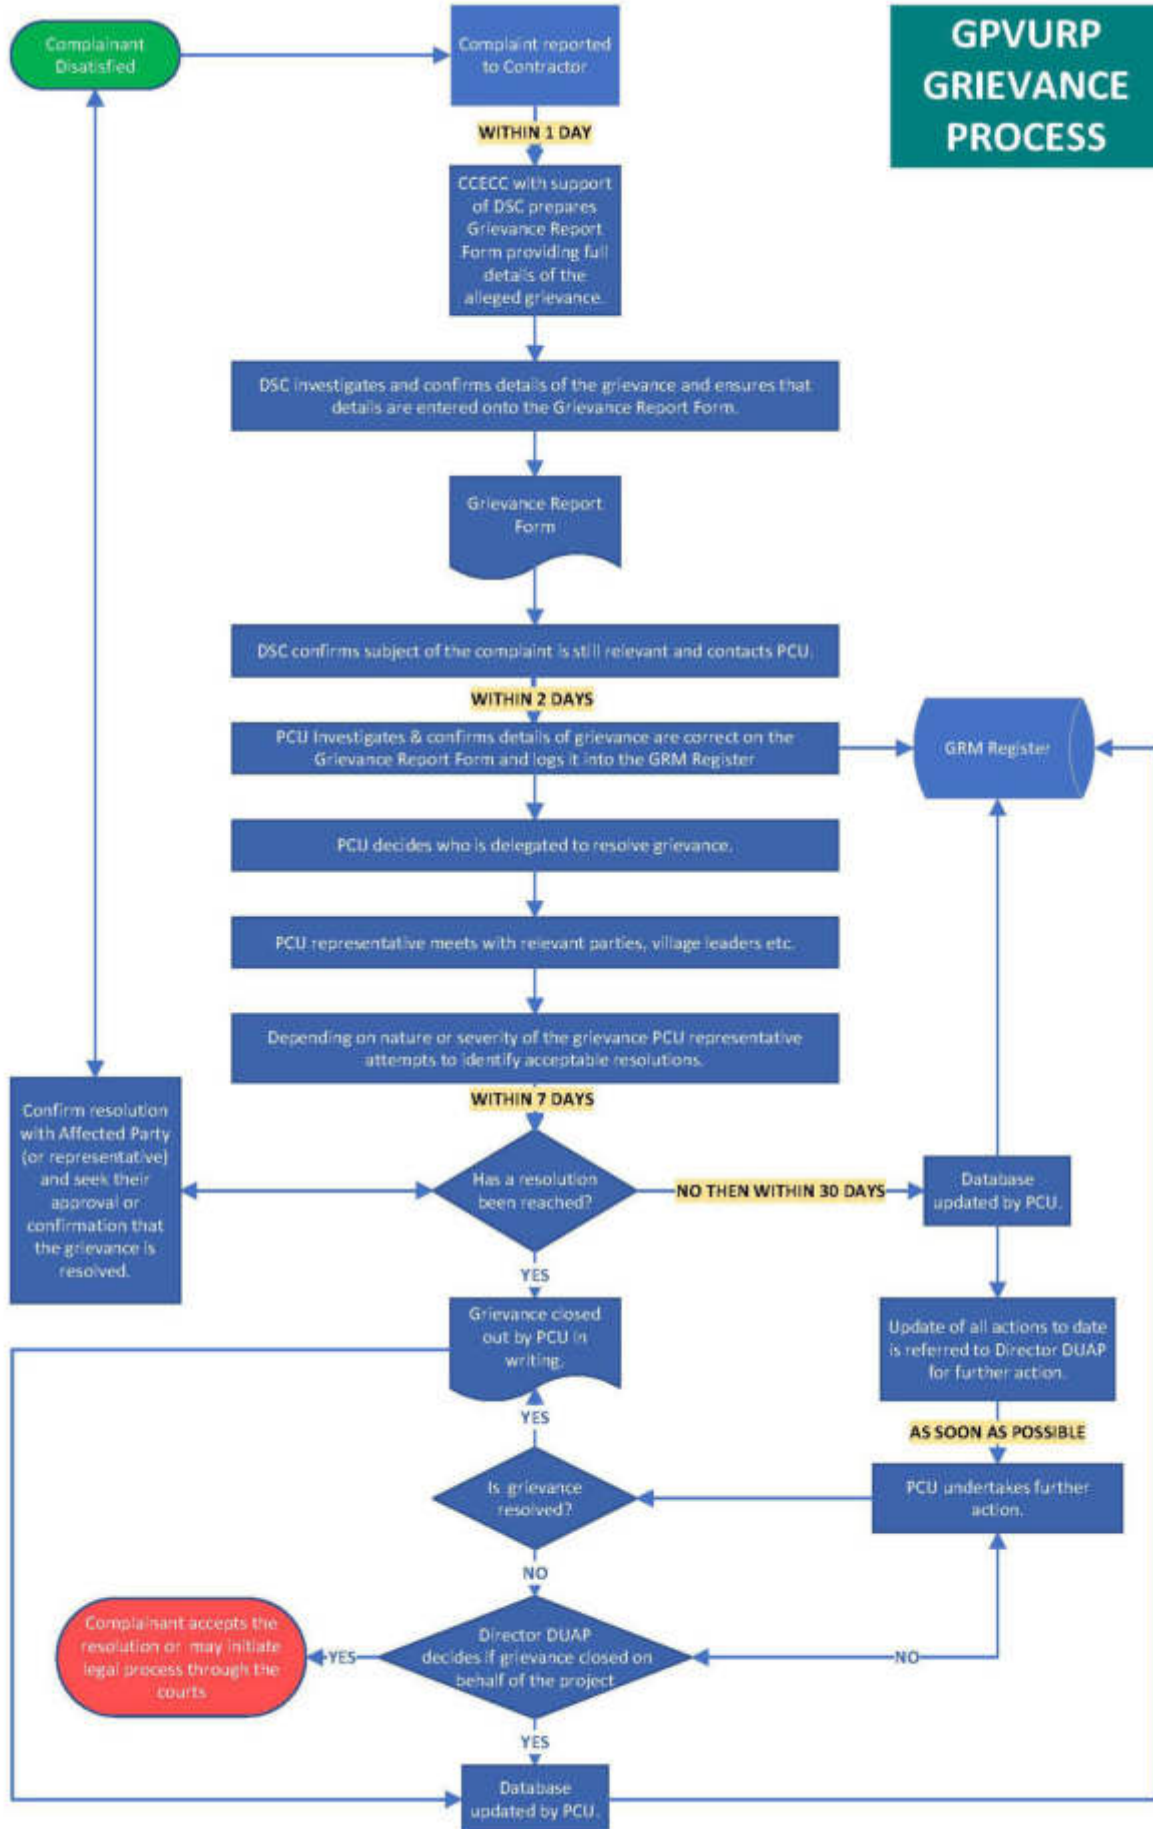 GPVURP
GRIEVANCE
PROCESS
Complainant
Disatisfied
Complaint reported
to Contractor
WITHIN 1 DAY
CCECC with support
of DSC prepares
Grievance Report
Form providing full
details of the
alleged grievance.
DSC investigates and confirms details of the grievance and ensures that
details are entered onto the Grievance Report Form.
Grievance Report
Form
DSC confirms subject of the complaint is still relevant and contacts PCU.
WITHIN 2 DAYS
PCU Investigates & confirms details of grievance are correct on the
Grievance Report Form and logs it into the GRM Register
GRM Register
PCU decides who is delegated to resolve grievance.
PCU representative meets with relevant parties, village leaders etc.
Depending on nature or severity of the grievance PCU representative
attempts to identify acceptable resolutions.
WITHIN 7 DAYS
Confirm resolution
with Affected Party
(or representative)
and seek their
approval or
confirmation that
the grievance is
resolved.
Has a resolution
been reached?
NO THEN WITHIN 30 DAYS
Database
updated by PCU.
YES
Grievance closed
out by PCU in
writing.
Update of all actions to date
is referred to Director DUAP
for further action.
YES
AS SOON AS POSSIBLE
Is grievance
resolved?
PCU undertakes further
action.
NO
Complainant accepts the
resolution or may initiate
legal process through the
courts
YES
Director DUAP
decides if grievance closed on
behalf of the project
NO
YES
Database
updated by PCU.